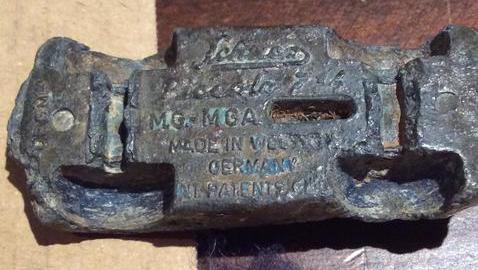 Schuco
Piccolo
MG-MGA
MADE IN WESTERN
GERMANY
INT. PATENTS.